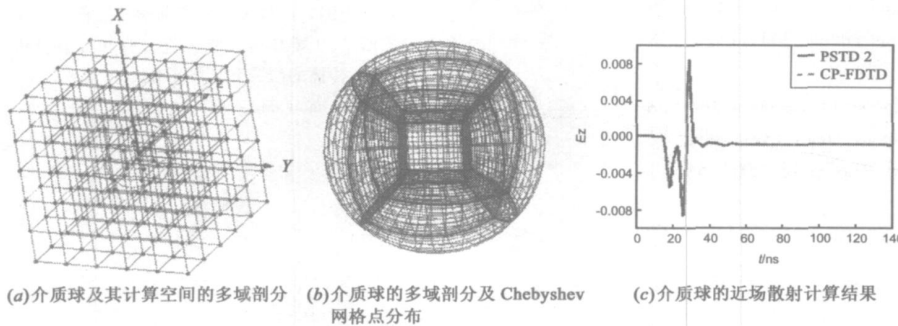 X
Z
Y
(a)介质球及其计算空间的多域剖分
(b)介质球的多域剖分及 Chebyshev
网格点分布
PSTD 2
CP-FDTD
0.008
0.004
0.000
-0.004
-0.008
Ez
0 20 40 60 80 100 120 140
t/ns
(c)介质球的近场散射计算结果